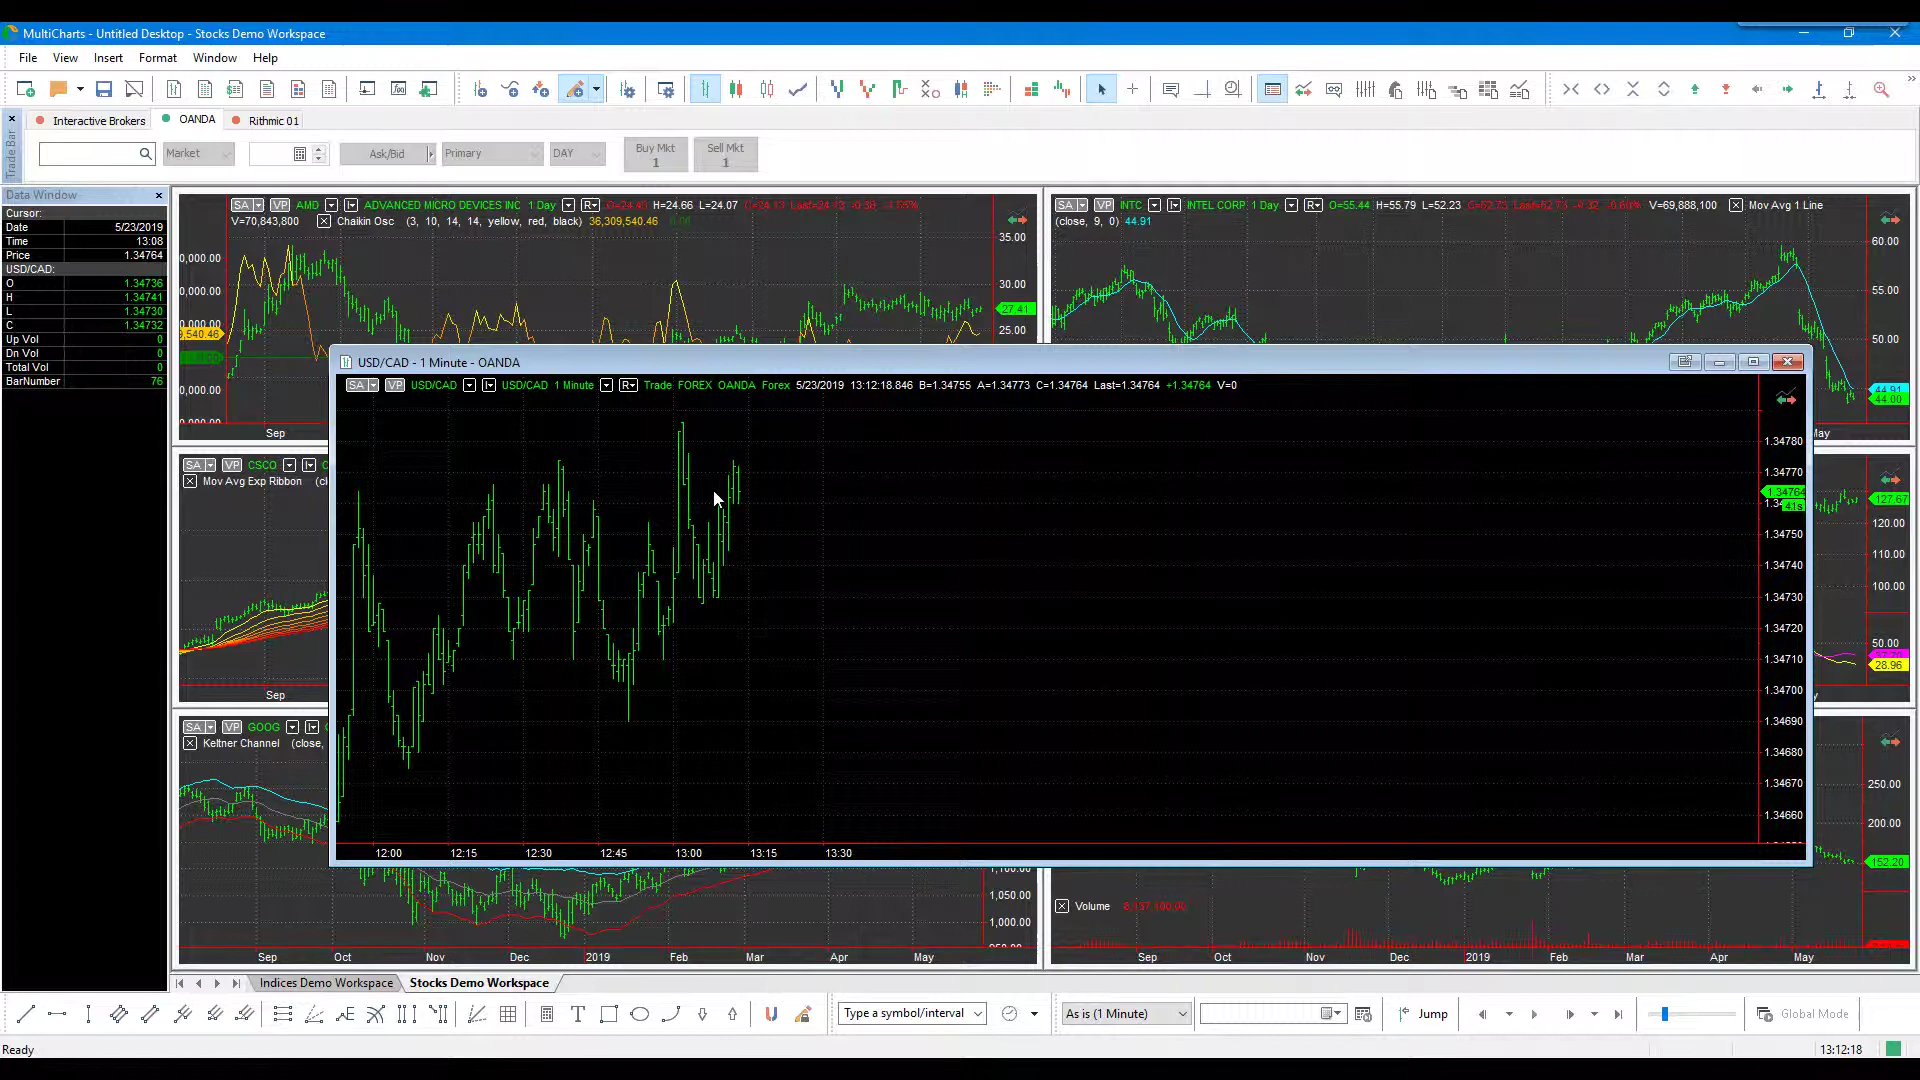 MultiCharts - Untitled Desktop - Stocks Demo Workspace
File View Insert Format Window Help
Interactive Brokers OANDA Rithmic 01
Trade Bar
Market Ask/Bid Primary DAY Buy Mkt 1 Sell Mkt 1
Data Window
Cursor:
Date 5/23/2019
Time 13:08
Price 1.34764
USD/CAD:
O 1.34736
H 1.34741
L 1.34730
C 1.34732
Up Vol 0
Dn Vol 0
Total Vol 0
BarNumber 76
SA VP AMD ADVANCED MICRO DEVICES INC 1 Day R H=24.66 L=24.07
V=70,843,800 Chaikin Osc (3, 10, 14, 14, yellow, red, black) 36,309,540.46
35.00
30.00
27.41
25.00
Sep
SA VP INTC INTEL CORP 1 Day R O=55.44 H=55.79 L=52.23 V=69,888,100 Mov Avg 1 Line
(close, 9, 0) 44.91
60.00
55.00
50.00
44.91
44.00
May
USD/CAD - 1 Minute - OANDA
SA VP USD/CAD USD/CAD 1 Minute R Trade FOREX OANDA Forex 5/23/2019 13:12:18.846 B=1.34755 A=1.34773 C=1.34764 Last=1.34764 +1.34764 V=0
1.34780
1.34770
1.34764
41s
1.34750
1.34740
1.34730
1.34720
1.34710
1.34700
1.34690
1.34680
1.34670
1.34660
12:00 12:15 12:30 12:45 13:00 13:15 13:30
SA VP CSCO
Mov Avg Exp Ribbon
Sep
127.67
120.00
110.00
100.00
50.00
28.96
SA VP GOOG
Keltner Channel (close,
1,050.00
1,000.00
Sep Oct Nov Dec 2019 Feb Mar Apr May
250.00
200.00
152.20
Volume 8,137,100.00
Sep Oct Nov Dec 2019 Feb Mar Apr May
Indices Demo Workspace Stocks Demo Workspace
Type a symbol/interval As is (1 Minute) Jump Global Mode
Ready 13:12:18